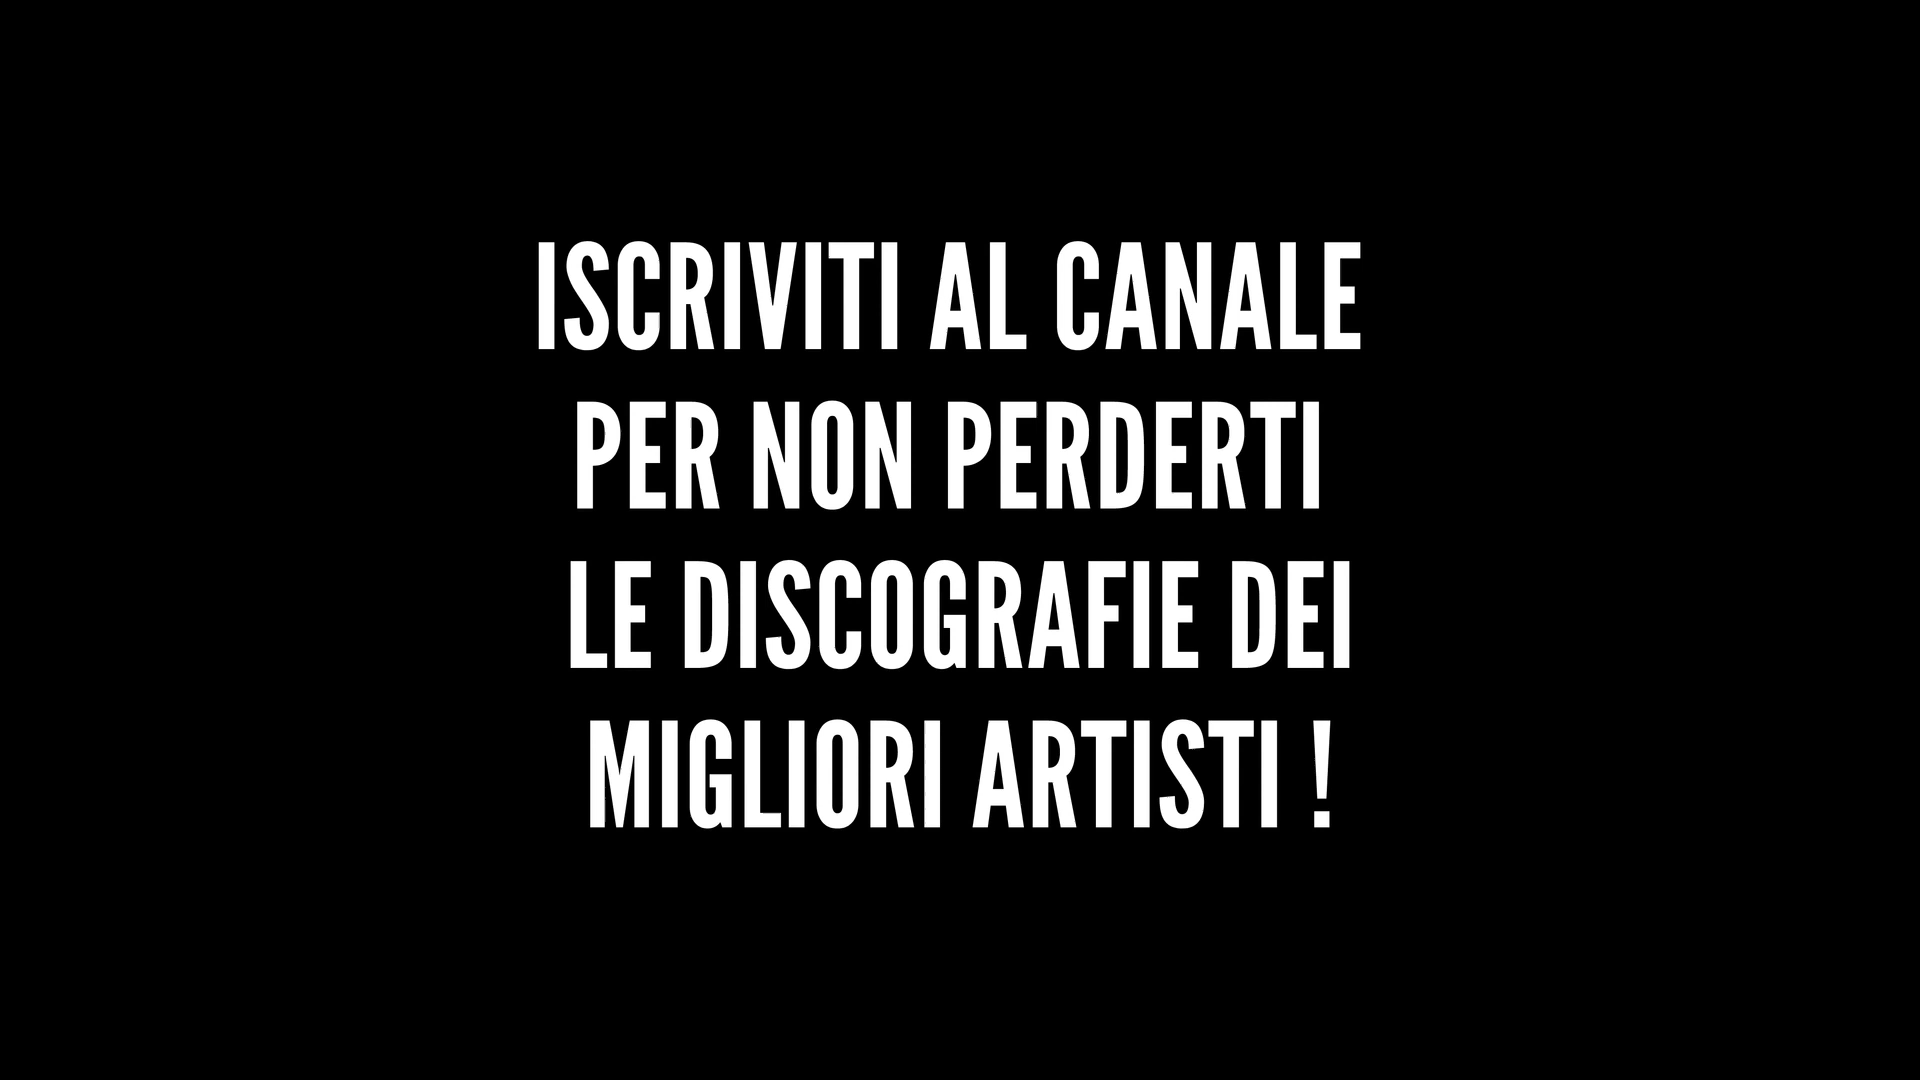 ISCRIVITI AL CANALE
PER NON PERDERTI
LE DISCOGRAFIE DEI
MIGLIORI ARTISTI !